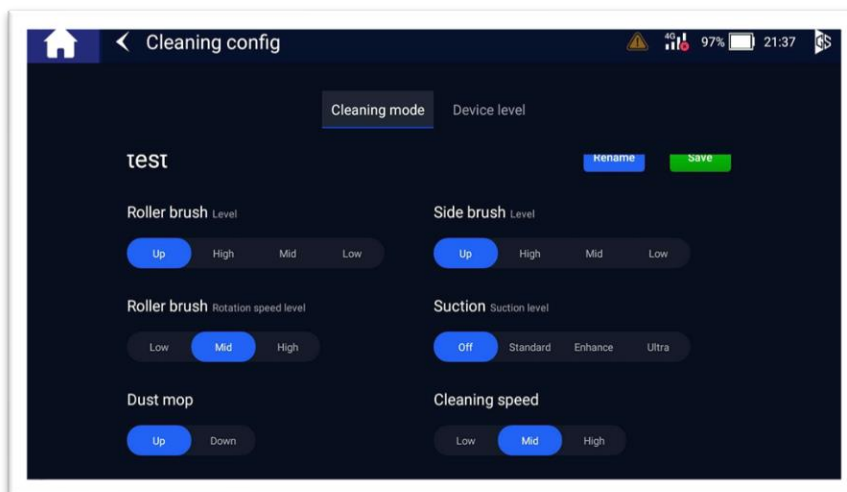 Cleaning config
4G 97% 21:37 GS
Cleaning mode Device level
test Rename Save
Roller brush Level
Side brush Level
Up High Mid Low
Up High Mid Low
Roller brush Rotation speed level
Suction Suction level
Low Mid High
Off Standard Enhance Ultra
Dust mop
Cleaning speed
Up Down
Low Mid High